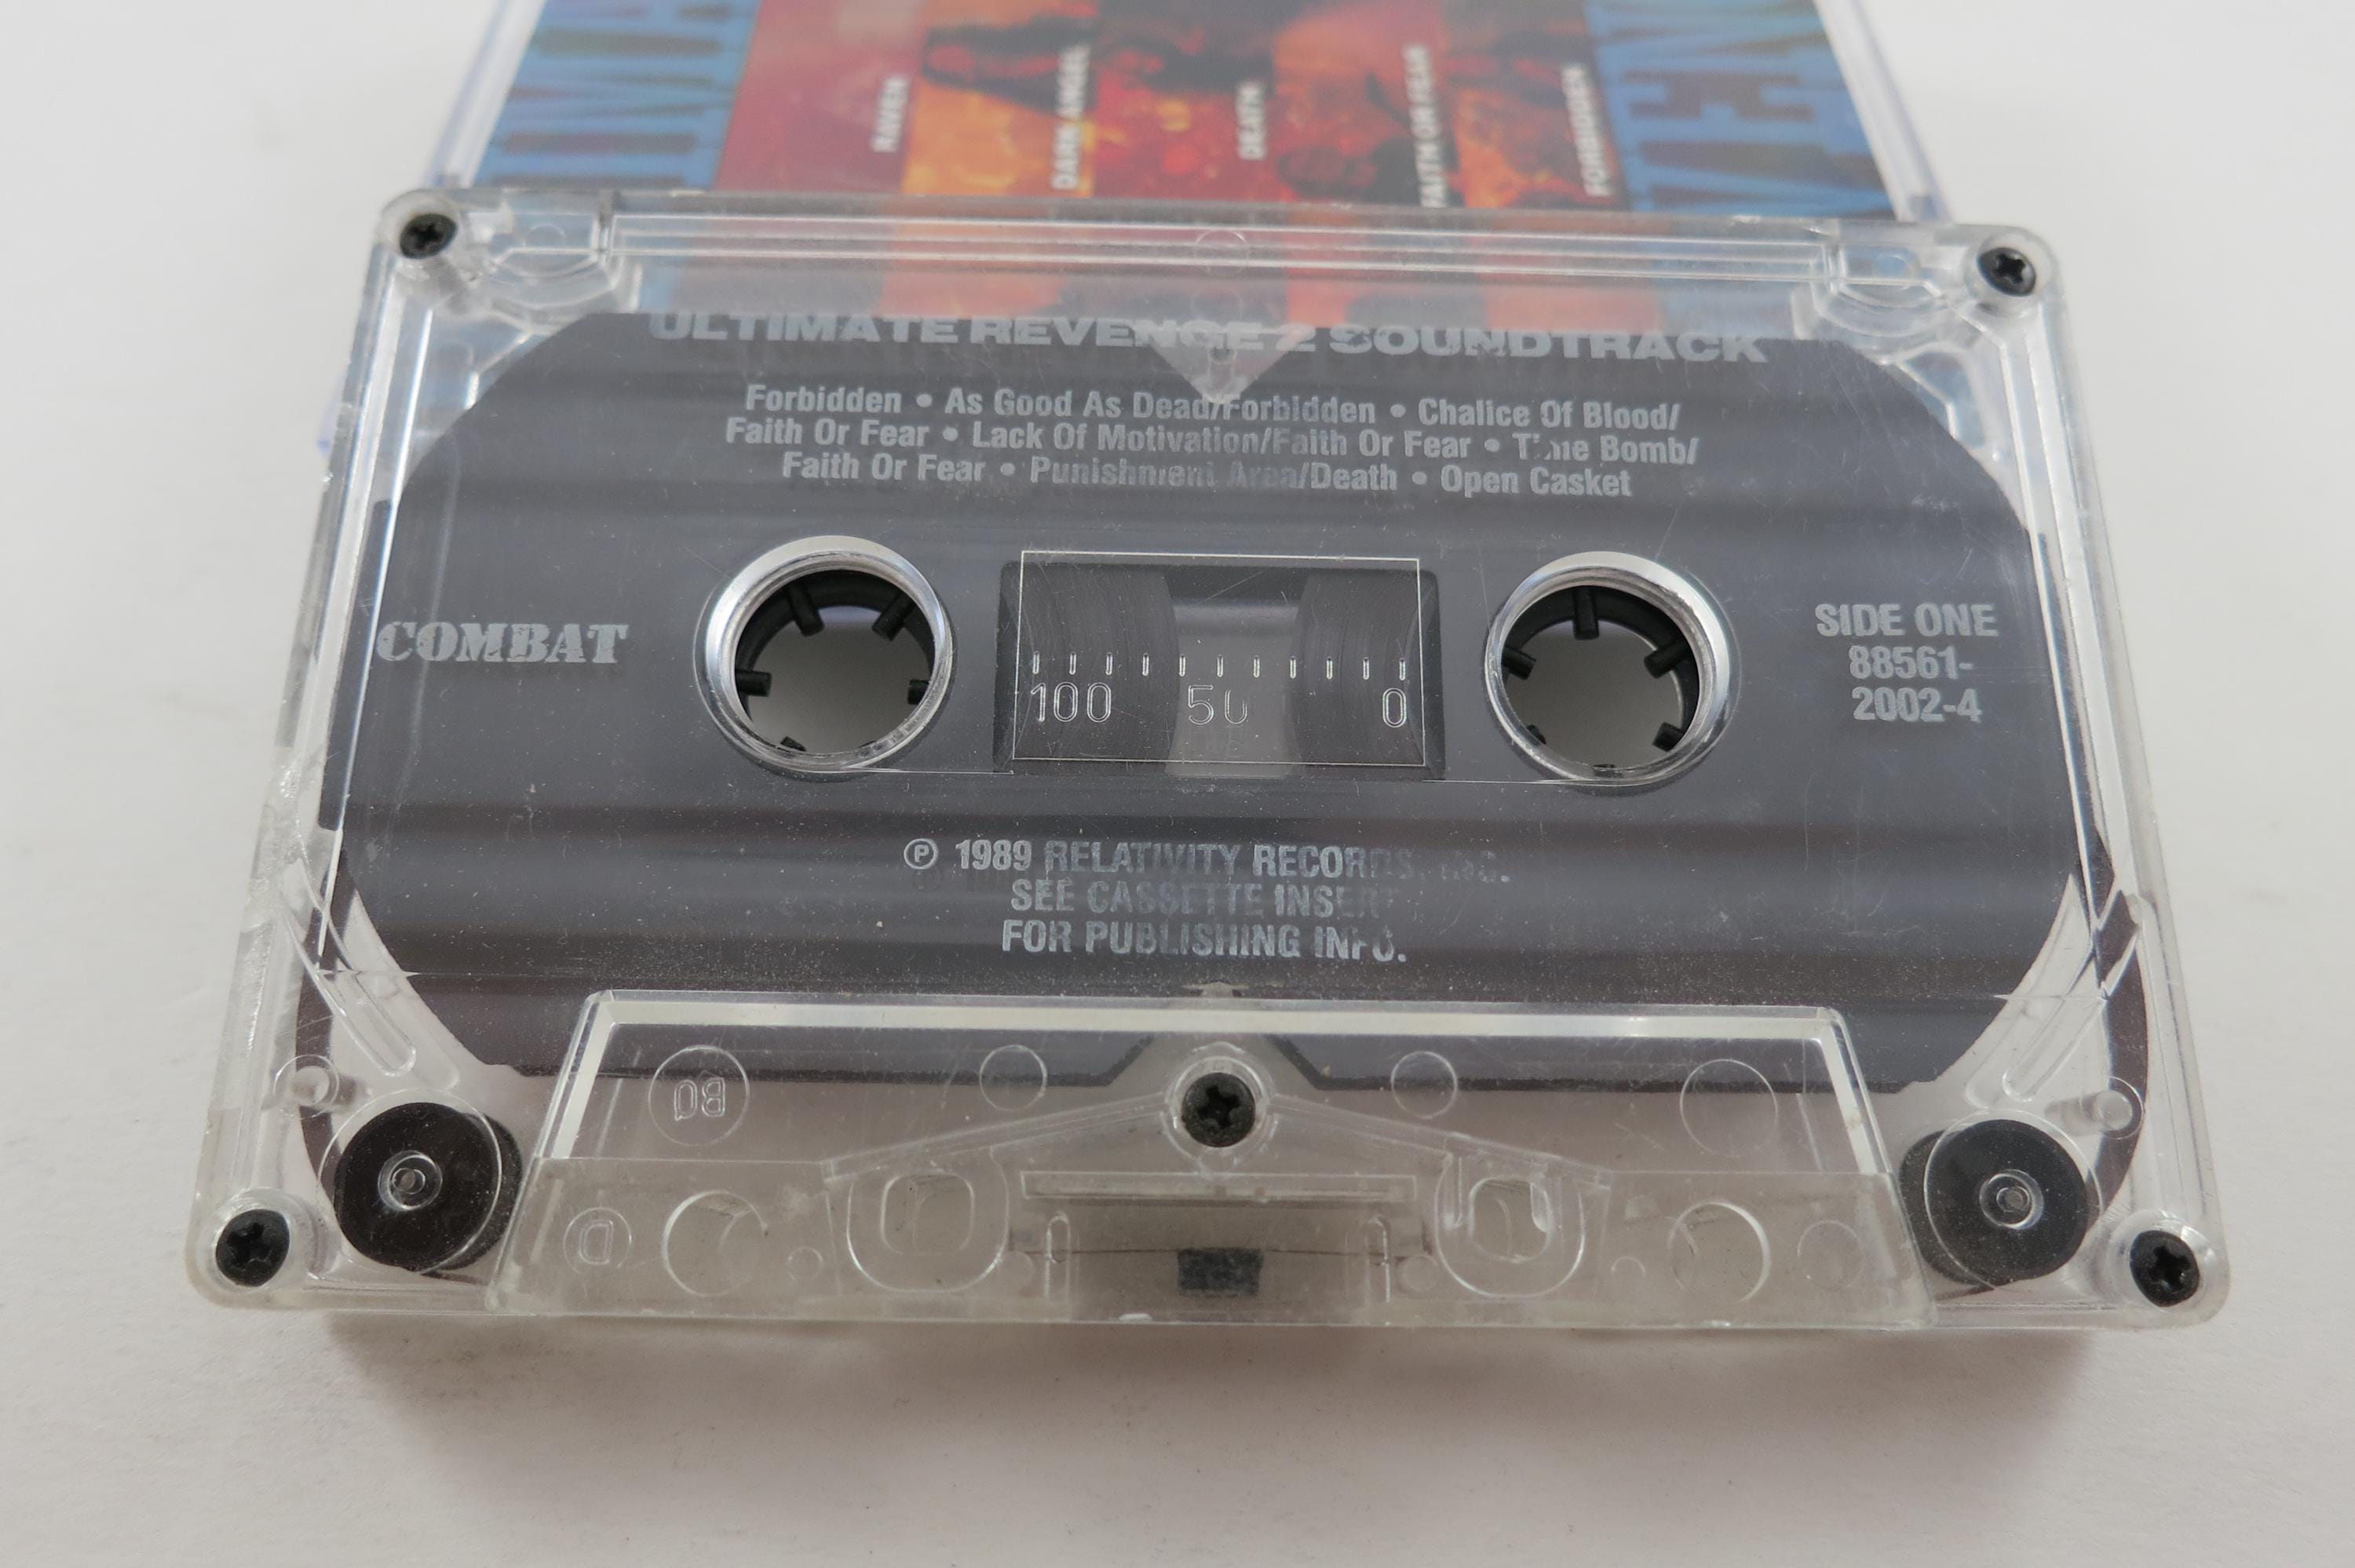 RAVEN
DARK ANGEL
DEATH
FAITH OR FEAR
FORBIDDEN
ULTIMATE REVENGE 2 SOUNDTRACK
Forbidden • As Good As Dead/Forbidden • Chalice Of Blood/
Faith Or Fear • Lack Of Motivation/Faith Or Fear • Time Bomb/
Faith Or Fear • Punishment Area/Death • Open Casket
COMBAT
100 50 0
SIDE ONE
88561-
2002-4
℗ 1989 RELATIVITY RECORDS, INC.
SEE CASSETTE INSERT
FOR PUBLISHING INFO.
BQ
D